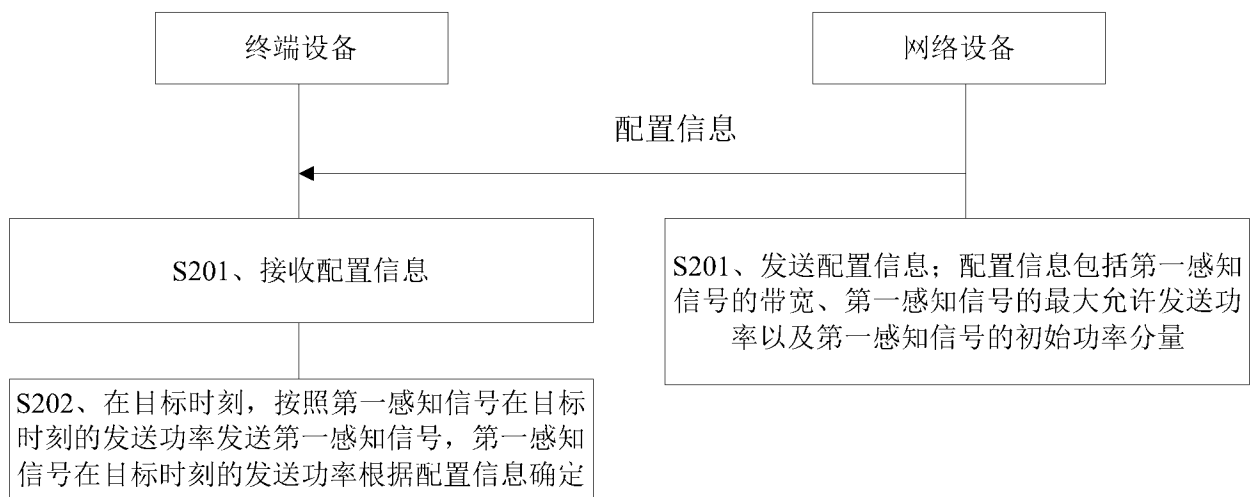 终端设备
网络设备
配置信息
S201、接收配置信息
S201、发送配置信息；配置信息包括第一感知
信号的带宽、第一感知信号的最大允许发送功
率以及第一感知信号的初始功率分量
S202、在目标时刻，按照第一感知信号在目标
时刻的发送功率发送第一感知信号，第一感知
信号在目标时刻的发送功率根据配置信息确定